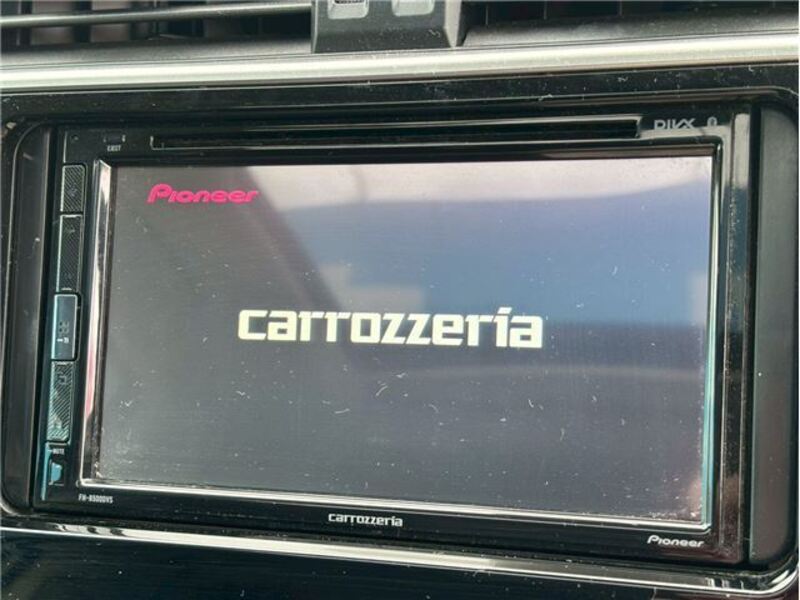 EJECT
DIVX
Pioneer
carrozzeria
MUTE
FH-8500DVS
carrozzeria
Pioneer